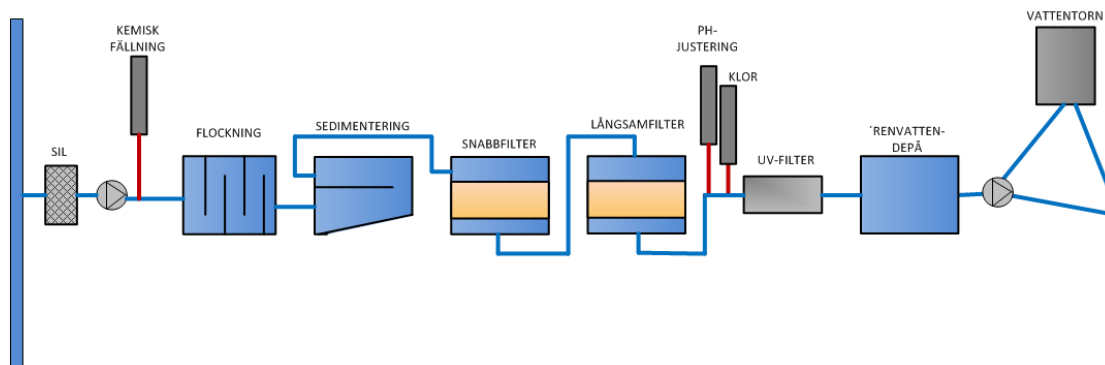 KEMISK
FÄLLNING
SIL
FLOCKNING
SEDIMENTERING
SNABBFILTER
LÅNGSAMFILTER
PH-
JUSTERING
KLOR
UV-FILTER
´RENVATTEN-
DEPÅ
VATTENTORN